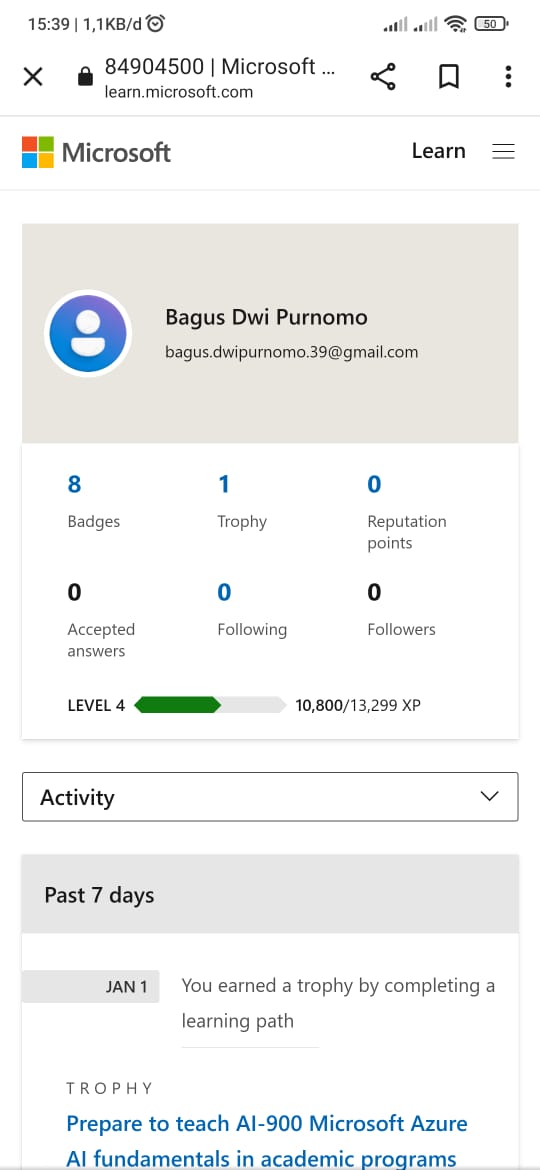 15:39 | 1,1KB/d
50
84904500 | Microsoft ...
learn.microsoft.com
Microsoft
Learn
Bagus Dwi Purnomo
bagus.dwipurnomo.39@gmail.com
8
1
0
Badges
Trophy
Reputation
points
0
0
0
Accepted
answers
Following
Followers
LEVEL 4
10,800/13,299 XP
Activity
Past 7 days
JAN 1
You earned a trophy by completing a
learning path
TROPHY
Prepare to teach AI-900 Microsoft Azure
AI fundamentals in academic programs